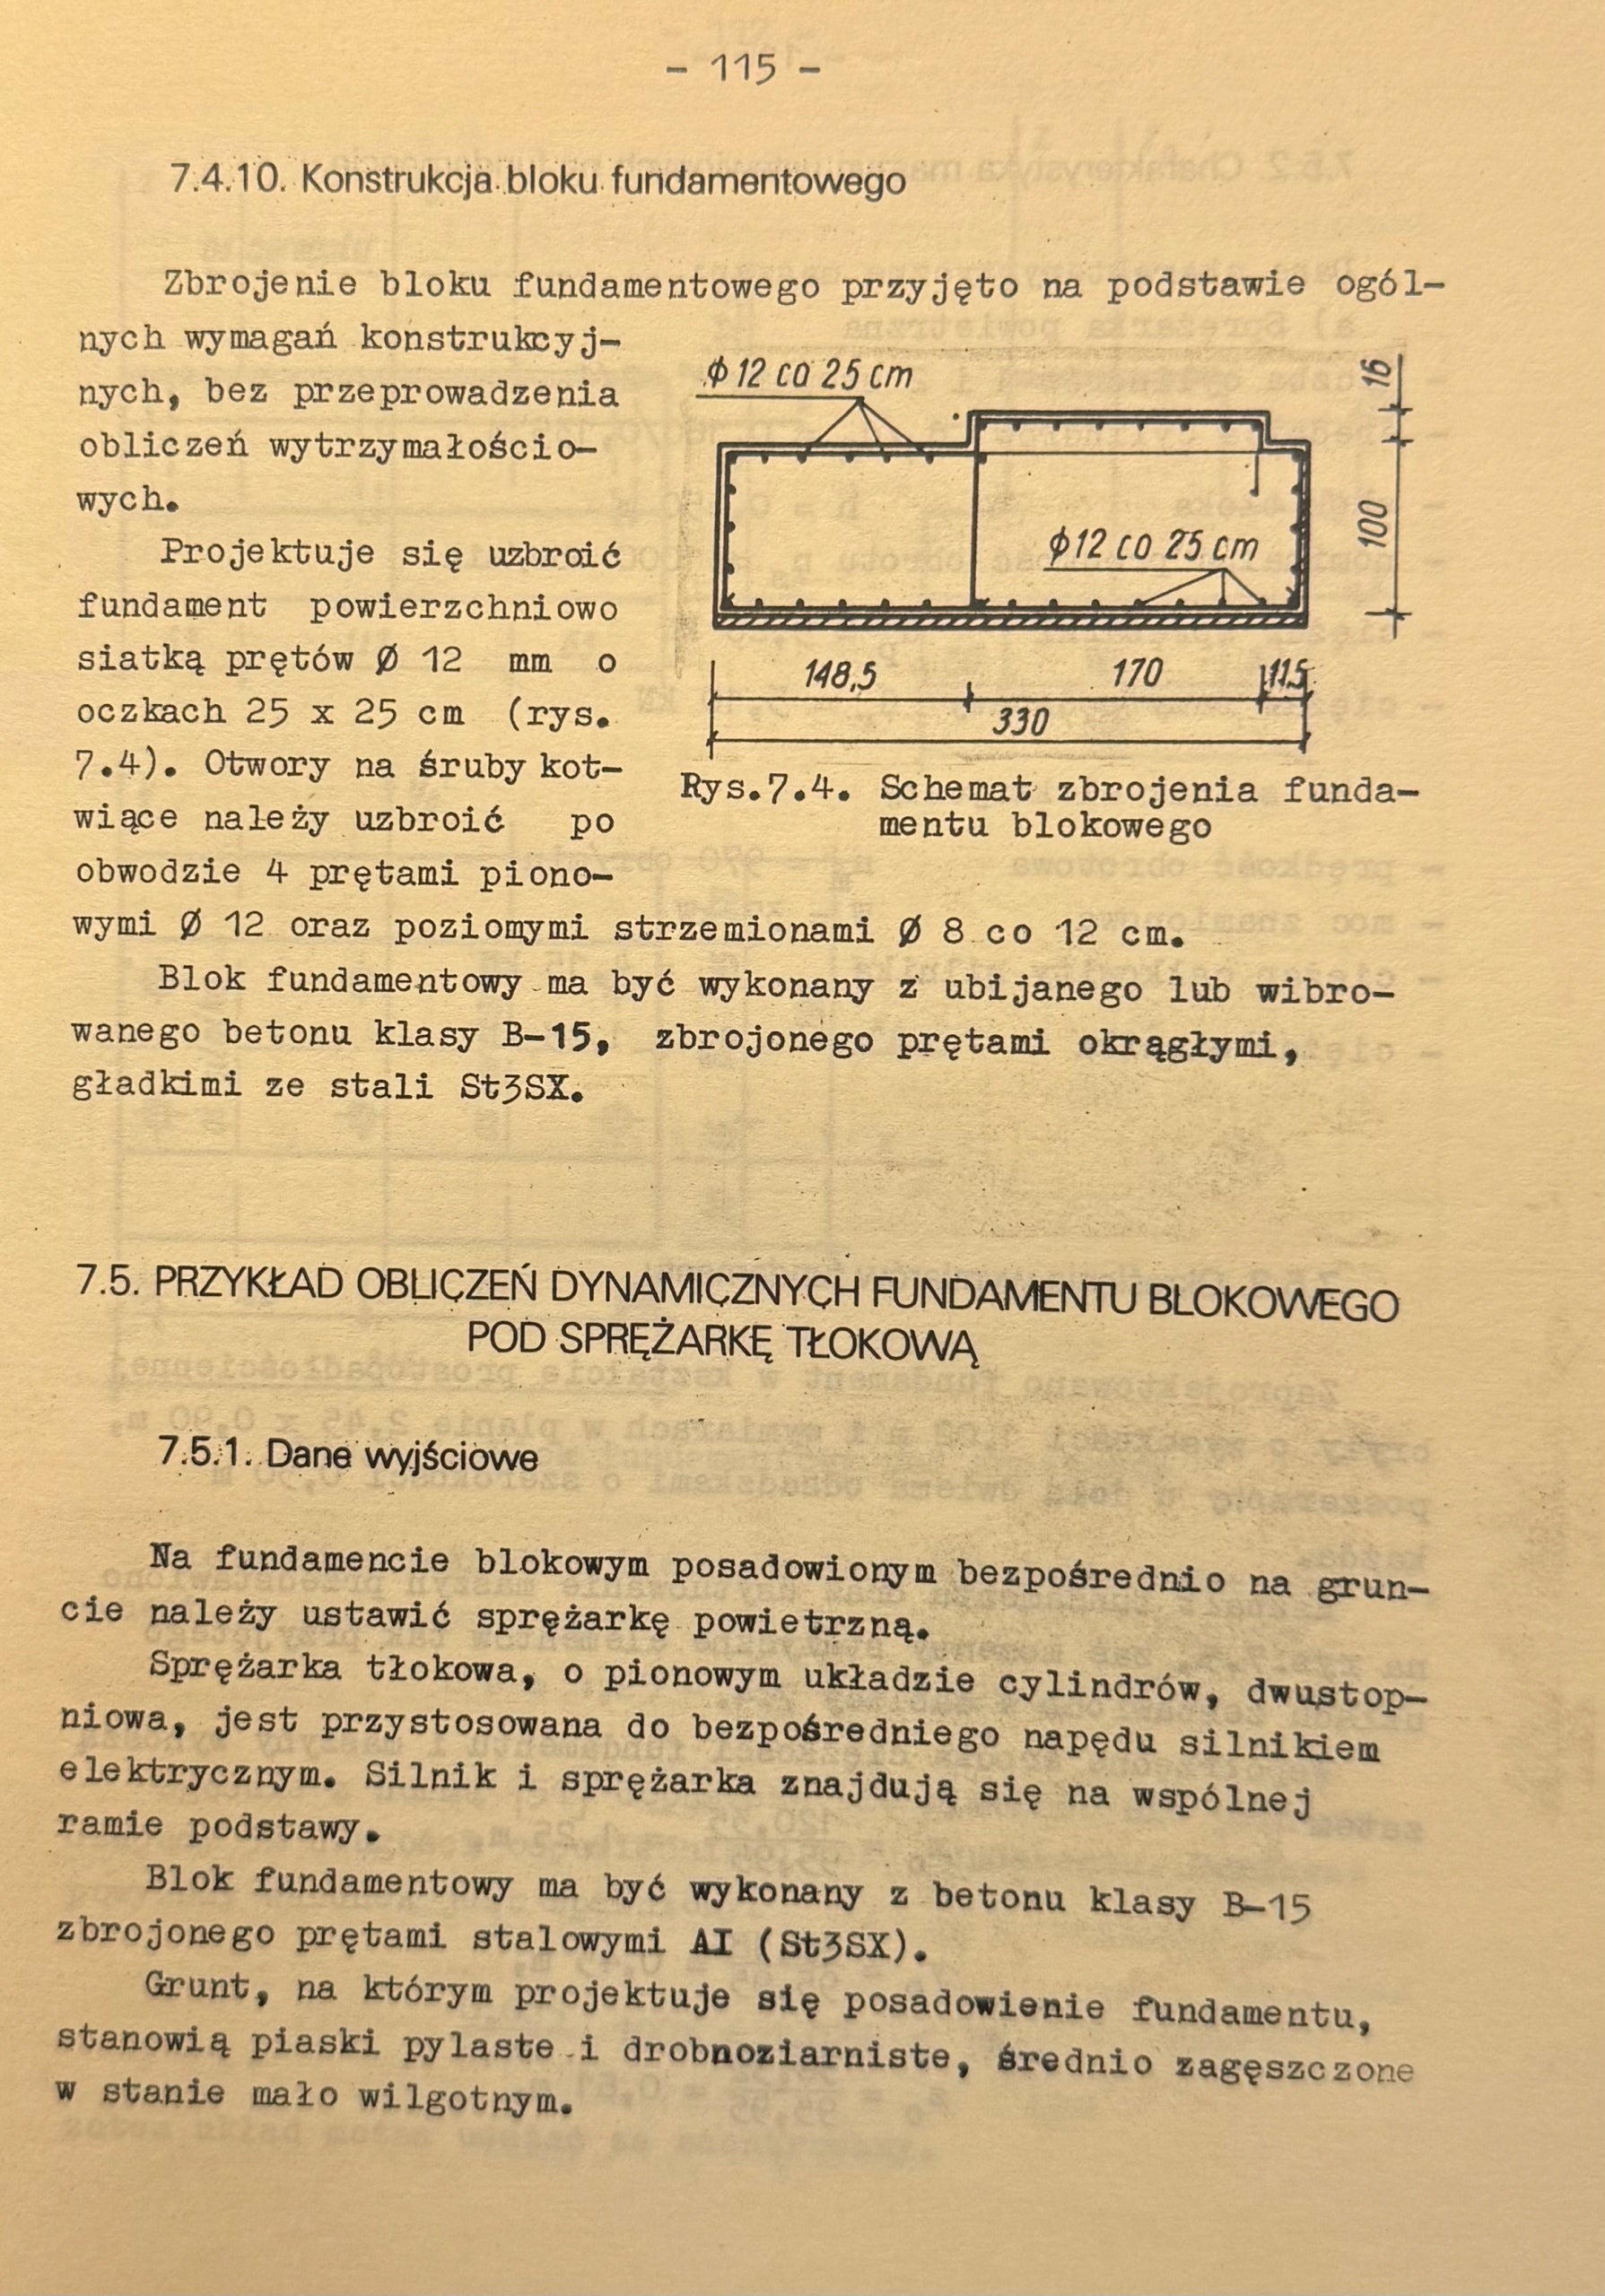 - 115 -
7.4.10. Konstrukcja bloku fundamentowego
Zbrojenie bloku fundamentowego przyjęto na podstawie ogól-
nych wymagań konstrukcyj-
nych, bez przeprowadzenia
obliczeń wytrzymałościo-
wych.
Projektuje się uzbroić
fundament powierzchniowo
siatką prętów Ø 12 mm o
oczkach 25 x 25 cm (rys.
7.4). Otwory na śruby kot-
wiące należy uzbroić po
obwodzie 4 prętami piono-
wymi Ø 12 oraz poziomymi strzemionami Ø 8 co 12 cm.
ϕ12 co 25 cm
16
100
ϕ12 co 25 cm
148,5
170
11,5
330
Rys.7.4. Schemat zbrojenia funda-
mentu blokowego
Blok fundamentowy ma być wykonany z ubijanego lub wibro-
wanego betonu klasy B-15, zbrojonego prętami okrągłymi,
gładkimi ze stali St3SX.
7.5. PRZYKŁAD OBLICZEŃ DYNAMICZNYCH FUNDAMENTU BLOKOWEGO
POD SPRĘŻARKĘ TŁOKOWĄ
7.5.1. Dane wyjściowe
Na fundamencie blokowym posadowionym bezpośrednio na grun-
cie należy ustawić sprężarkę powietrzną.
Sprężarka tłokowa, o pionowym układzie cylindrów, dwustop-
niowa, jest przystosowana do bezpośredniego napędu silnikiem
elektrycznym. Silnik i sprężarka znajdują się na wspólnej
ramie podstawy.
Blok fundamentowy ma być wykonany z betonu klasy B-15
zbrojonego prętami stalowymi AI (St3SX).
Grunt, na którym projektuje się posadowienie fundamentu,
stanowią piaski pylaste i drobnoziarniste, średnio zagęszczone
w stanie mało wilgotnym.